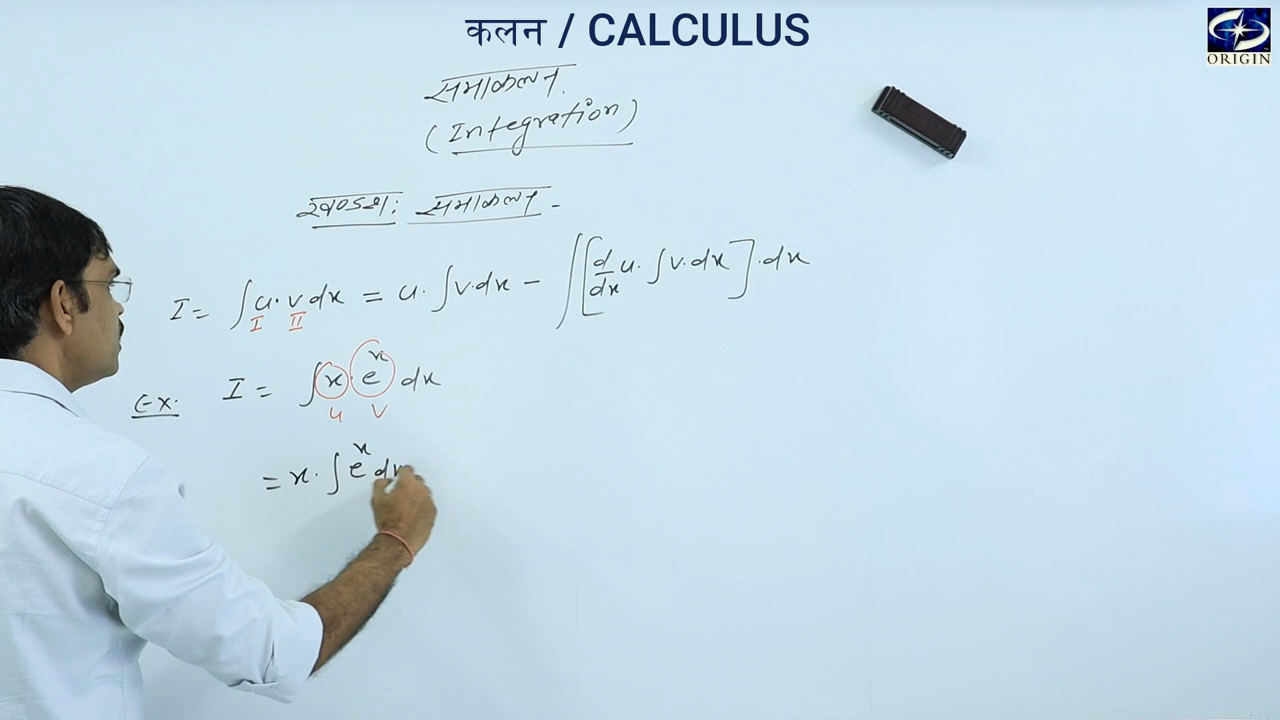 कलन / CALCULUS
ORIGIN
समाकलन.
(Integration)
खण्डशः समाकलन -
I = ∫ u. v dx = u. ∫ v.dx - ∫ [d/dx u. ∫ v.dx].dx
I II
Ex. I = ∫ x. e^x dx
u v
= x. ∫ e^x dx